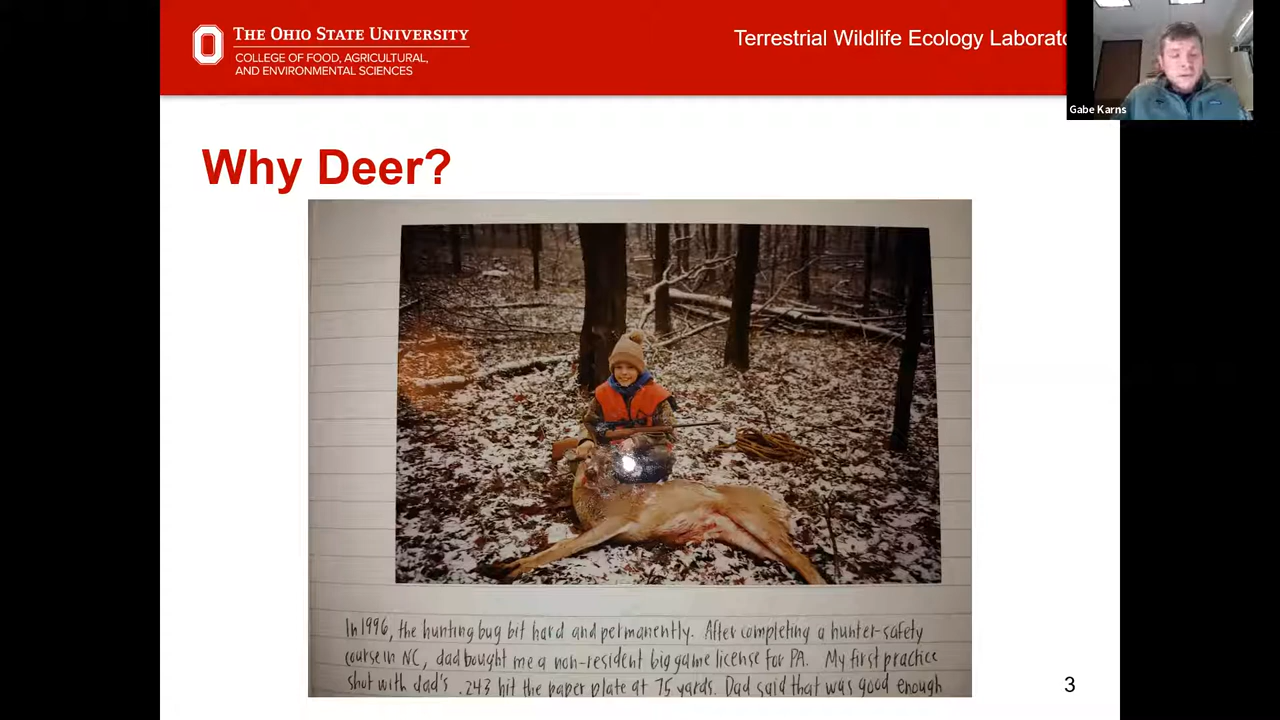 THE OHIO STATE UNIVERSITY
COLLEGE OF FOOD, AGRICULTURAL,
AND ENVIRONMENTAL SCIENCES
Terrestrial Wildlife Ecology
Gabe Karns
Why Deer?
In 1996, the hunting bug bit hard and permanently. After completing a hunter-safety
course in NC, dad bought me a non-resident big game license for PA. My first practice
shot with dad's .243 hit the paper plate at 75 yards. Dad said that was good enough
3